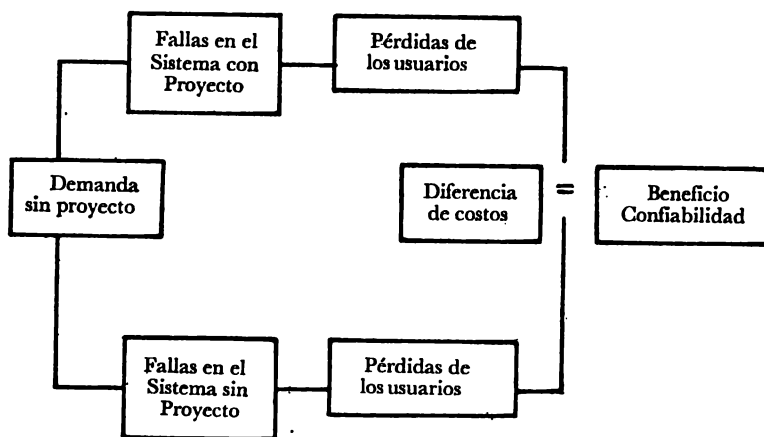 Fallas en el
Sistema con
Proyecto
Pérdidas de
los usuarios
Demanda
sin proyecto
Diferencia
de costos
=
Beneficio
Confiabilidad
Fallas en el
Sistema sin
Proyecto
Pérdidas de
los usuarios